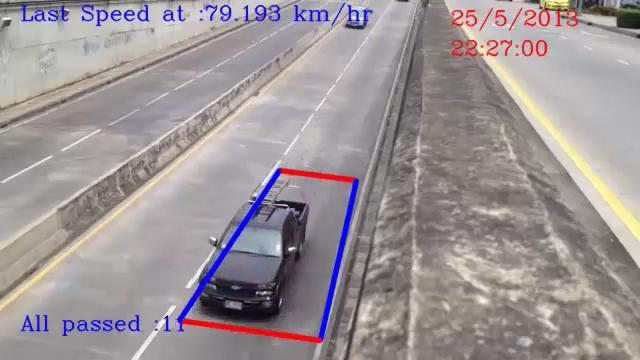 Last Speed at :79.193 km/hr
25/5/2013
22:27:00
All passed :11